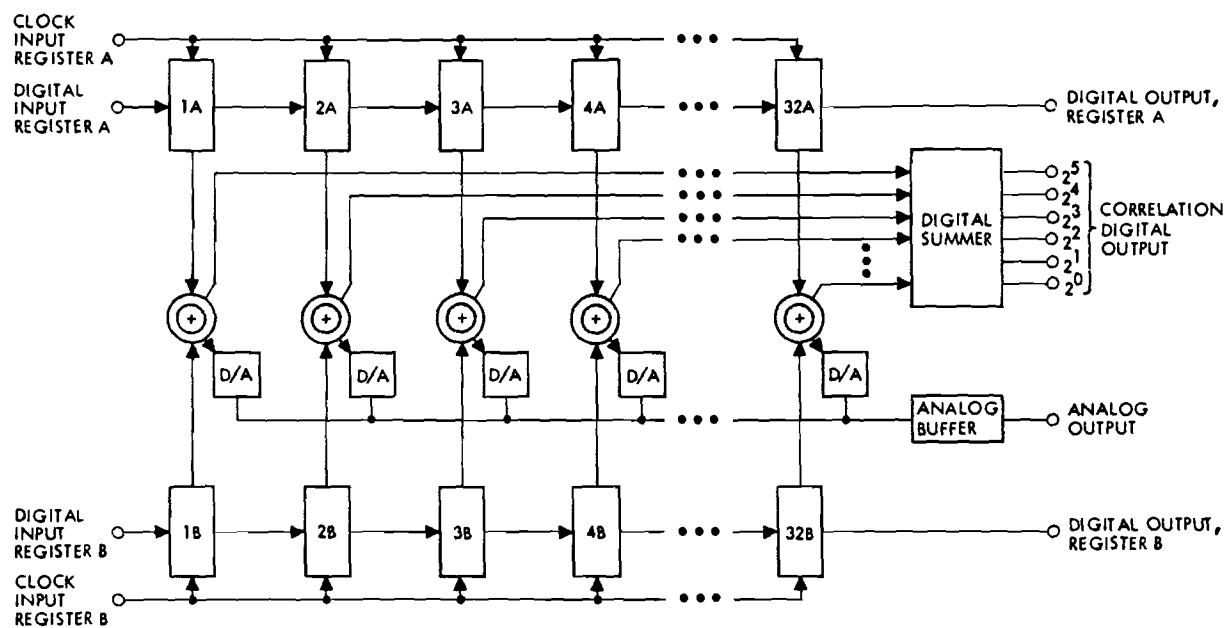 CLOCK
INPUT
REGISTER A
DIGITAL
INPUT
REGISTER A
1A
2A
3A
4A
32A
DIGITAL OUTPUT,
REGISTER A
DIGITAL
SUMMER
2^5
2^4
2^3
2^2
2^1
2^0
CORRELATION
DIGITAL
OUTPUT
+
+
+
+
+
D/A
D/A
D/A
D/A
D/A
ANALOG
BUFFER
ANALOG
OUTPUT
DIGITAL
INPUT
REGISTER B
1B
2B
3B
4B
32B
DIGITAL OUTPUT,
REGISTER B
CLOCK
INPUT
REGISTER B